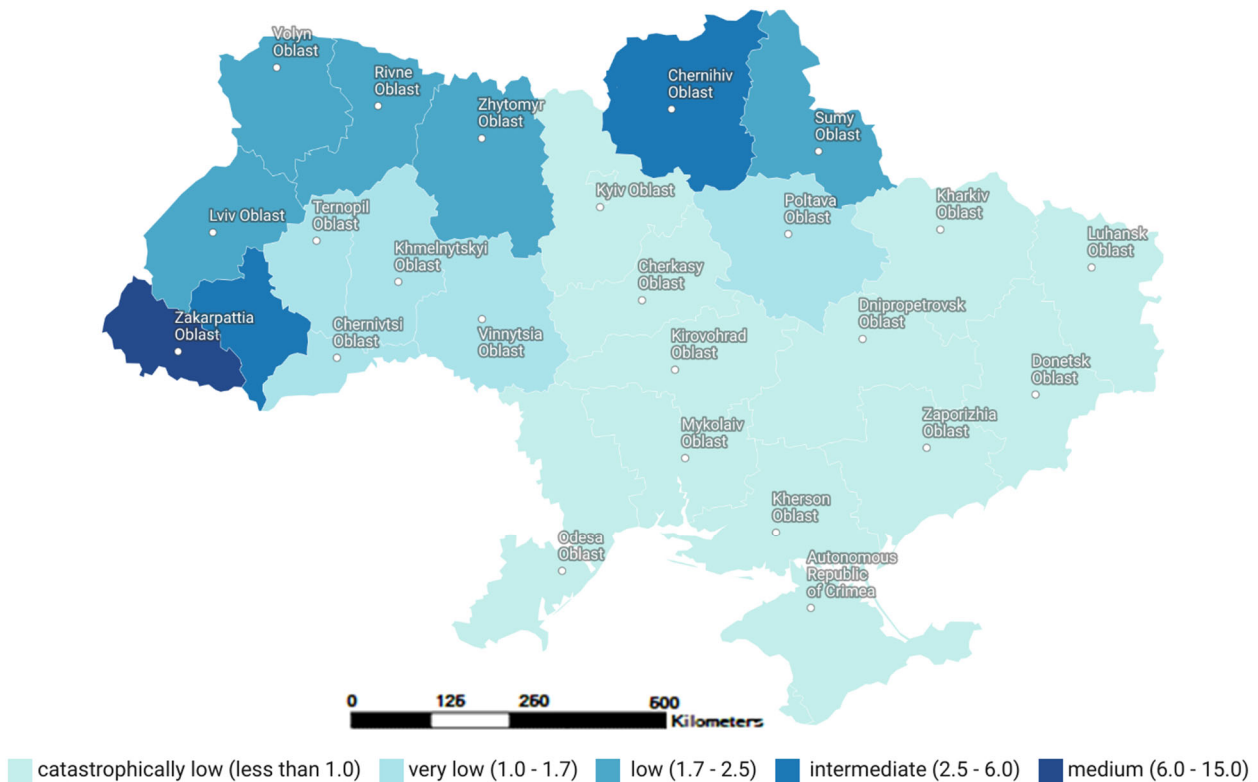 Volyn
Oblast
Rivne
Oblast
Zhytomyr
Oblast
Chernihiv
Oblast
Sumy
Oblast
Lviv Oblast
Ternopil
Oblast
Khmelnytskyi
Oblast
Kyiv Oblast
Poltava
Oblast
Kharkiv
Oblast
Luhansk
Oblast
Zakarpattia
Oblast
Chernivtsi
Oblast
Vinnytsia
Oblast
Cherkasy
Oblast
Kirovohrad
Oblast
Dnipropetrovsk
Oblast
Donetsk
Oblast
Mykolaiv
Oblast
Zaporizhia
Oblast
Kherson
Oblast
Odesa
Oblast
Autonomous
Republic
of Crimea
0 125 250 500
Kilometers
catastrophically low (less than 1.0) very low (1.0 - 1.7) low (1.7 - 2.5) intermediate (2.5 - 6.0) medium (6.0 - 15.0)